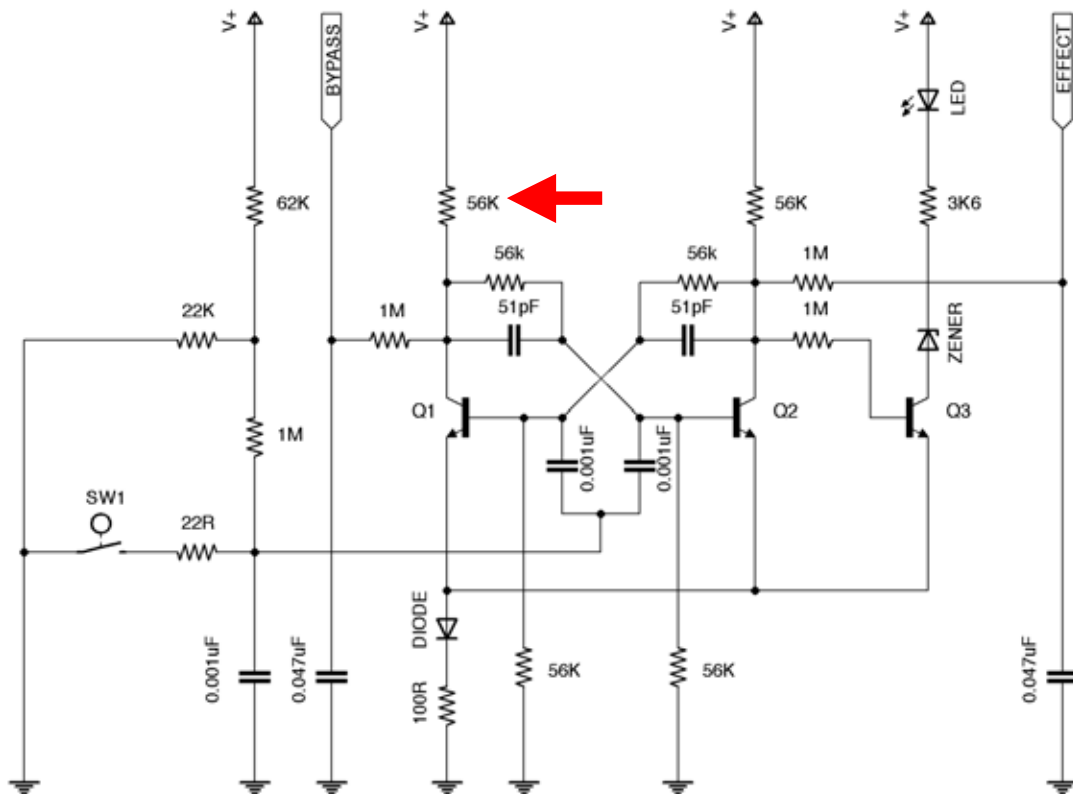 V+
BYPASS
V+
V+
V+
EFFECT
LED
62K
56K
56K
3K6
56k
56k
1M
22K
1M
51pF
51pF
1M
ZENER
Q1
Q2
Q3
1M
0.001uF
0.001uF
SW1
22R
DIODE
0.001uF
0.047uF
100R
56K
56K
0.047uF